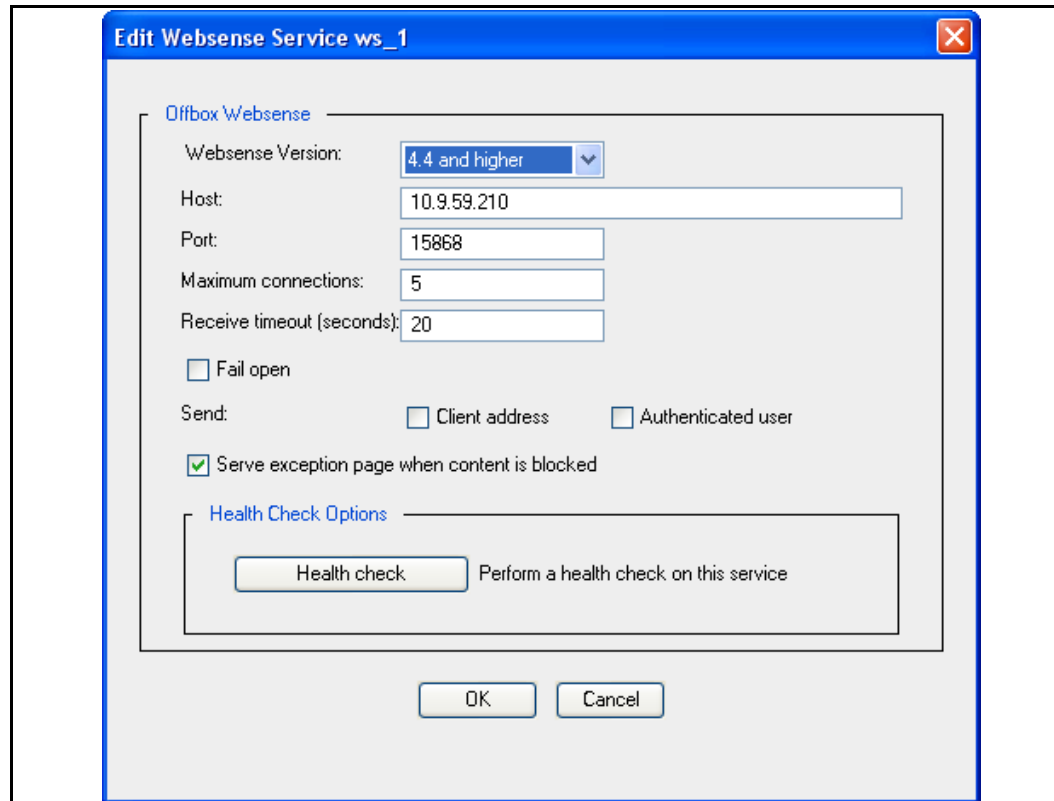 Edit Websense Service ws_1
Offbox Websense
Websense Version: 4.4 and higher
Host: 10.9.59.210
Port: 15868
Maximum connections: 5
Receive timeout (seconds): 20
Fail open
Send: Client address Authenticated user
Serve exception page when content is blocked
Health Check Options
Health check Perform a health check on this service
OK Cancel